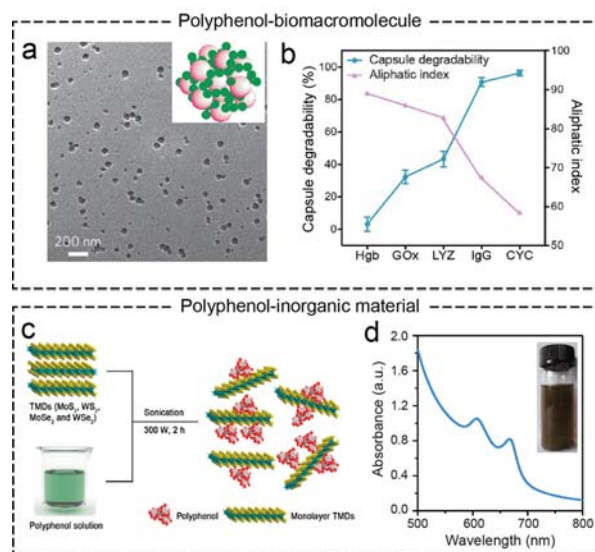 Polyphenol-biomacromolecule
a
200 nm
b
Capsule degradability
Aliphatic index
Capsule degradability (%)
100
80
60
40
20
0
Aliphatic index
100
90
80
70
60
50
Hgb GOx LYZ IgG CYC
Polyphenol-inorganic material
c
TMDs (MoS₂, WS₂,
MoSe₂ and WSe₂)
Polyphenol solution
Sonication
300 W, 2 h
Polyphenol
Monolayer TMDs
d
Absorbance (a.u.)
2.0
1.6
1.2
0.8
0.4
500 600 700 800
Wavelength (nm)